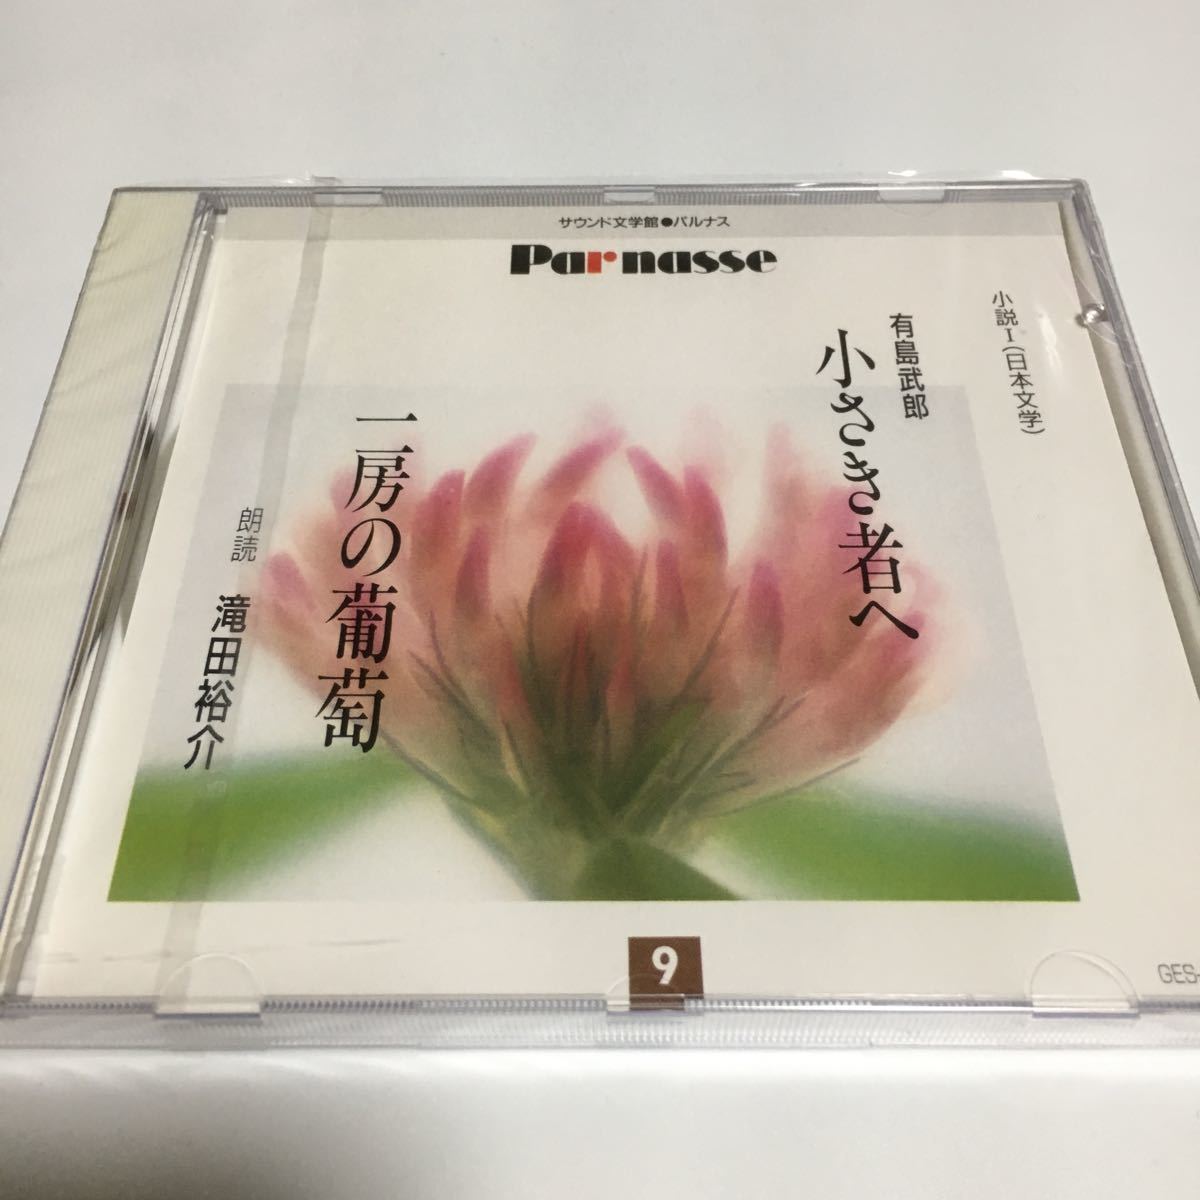 サウンド文学館●パルナス
Parnasse
小説I(日本文学)
有島武郎
小さき者へ
一房の葡萄
朗読 滝田裕介
9
GES-